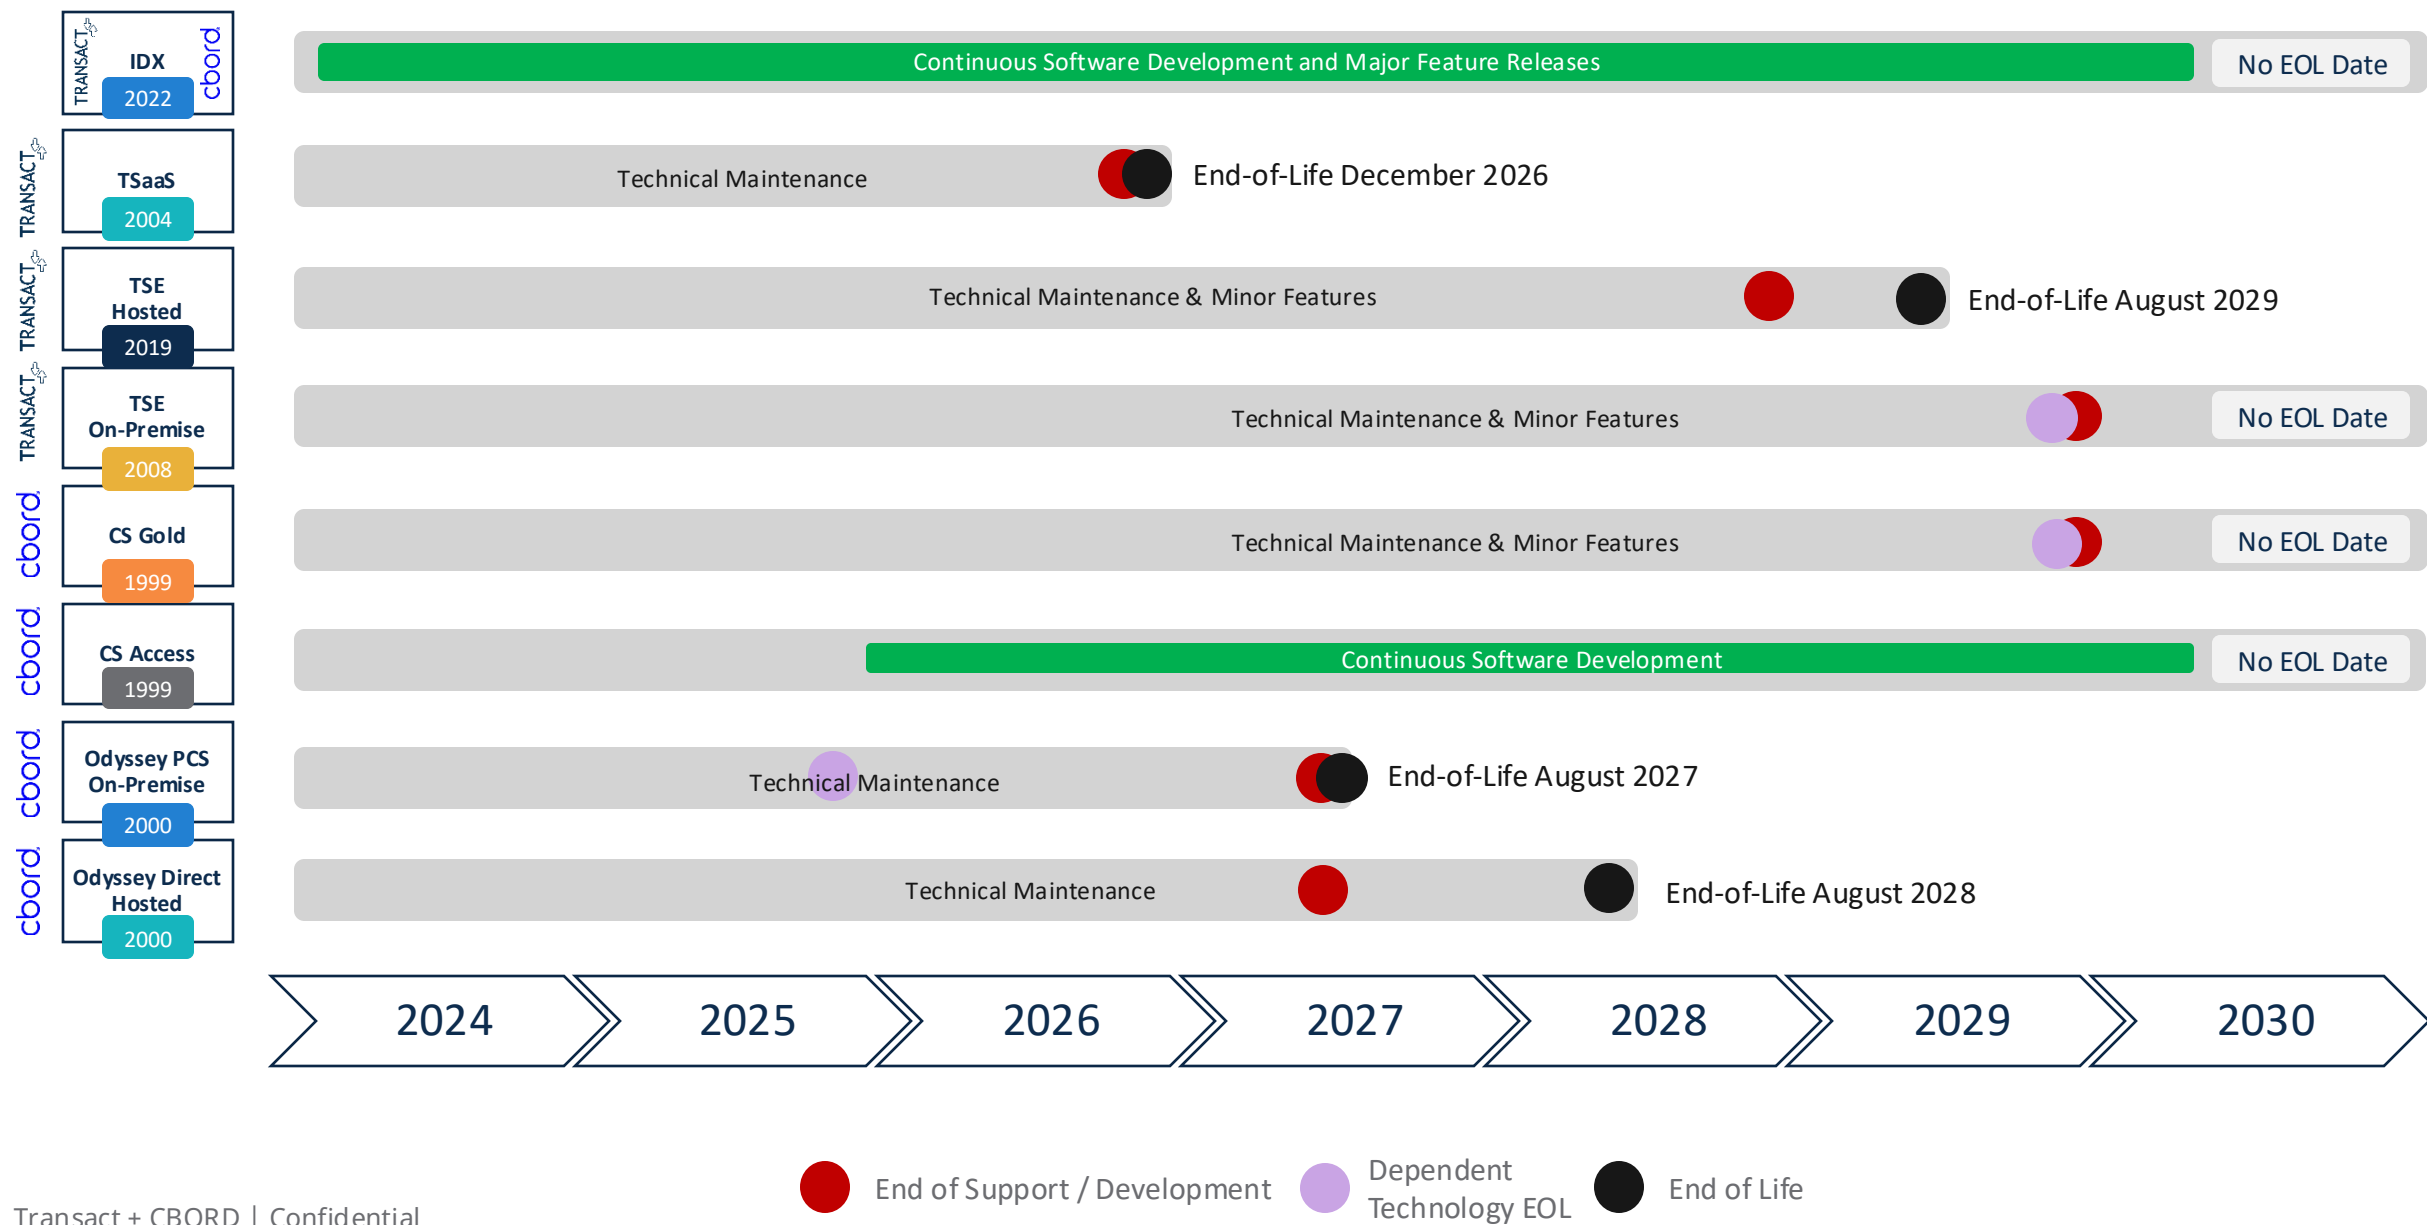 TRANSACT
IDX
cbord
2022
Continuous Software Development and Major Feature Releases
No EOL Date
TRANSACT
TSaaS
2004
Technical Maintenance
End-of-Life December 2026
TRANSACT
TSE
Hosted
2019
Technical Maintenance & Minor Features
End-of-Life August 2029
TRANSACT
TSE
On-Premise
2008
Technical Maintenance & Minor Features
No EOL Date
cbord
CS Gold
1999
Technical Maintenance & Minor Features
No EOL Date
cbord
CS Access
1999
Continuous Software Development
No EOL Date
cbord
Odyssey PCS
On-Premise
2000
Technical Maintenance
End-of-Life August 2027
cbord
Odyssey Direct
Hosted
2000
Technical Maintenance
End-of-Life August 2028
2024
2025
2026
2027
2028
2029
2030
End of Support / Development
Dependent
Technology EOL
End of Life
Transact + CBORD | Confidential